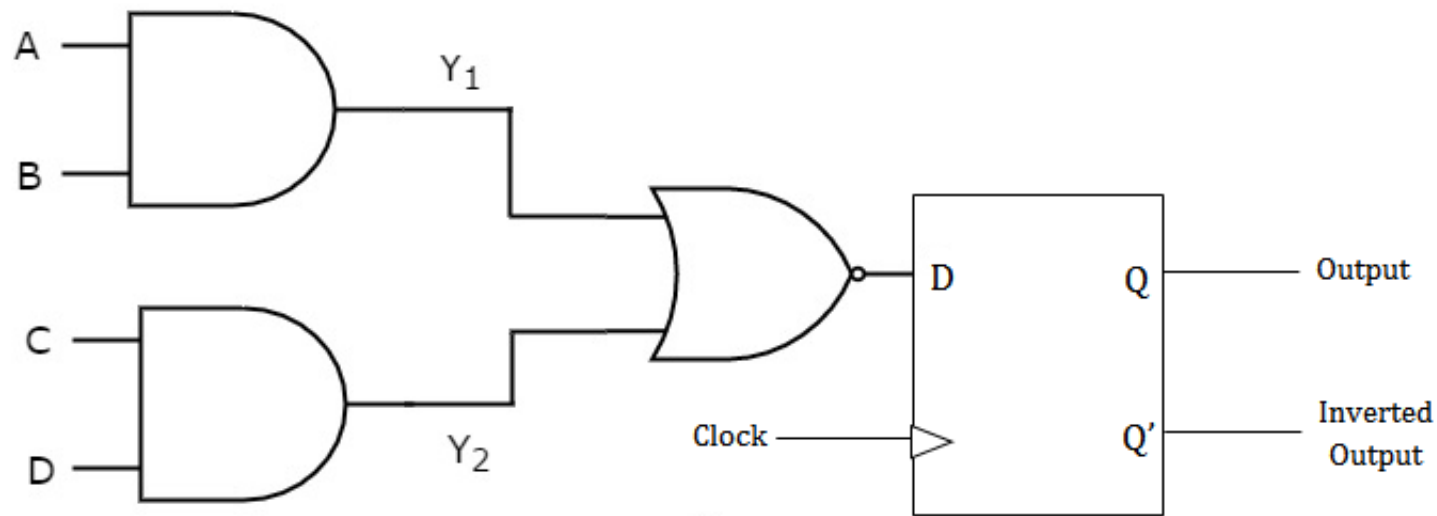 A
Y₁
B
D
Q
Output
C
Clock
Q’
Inverted
Output
Y₂
D